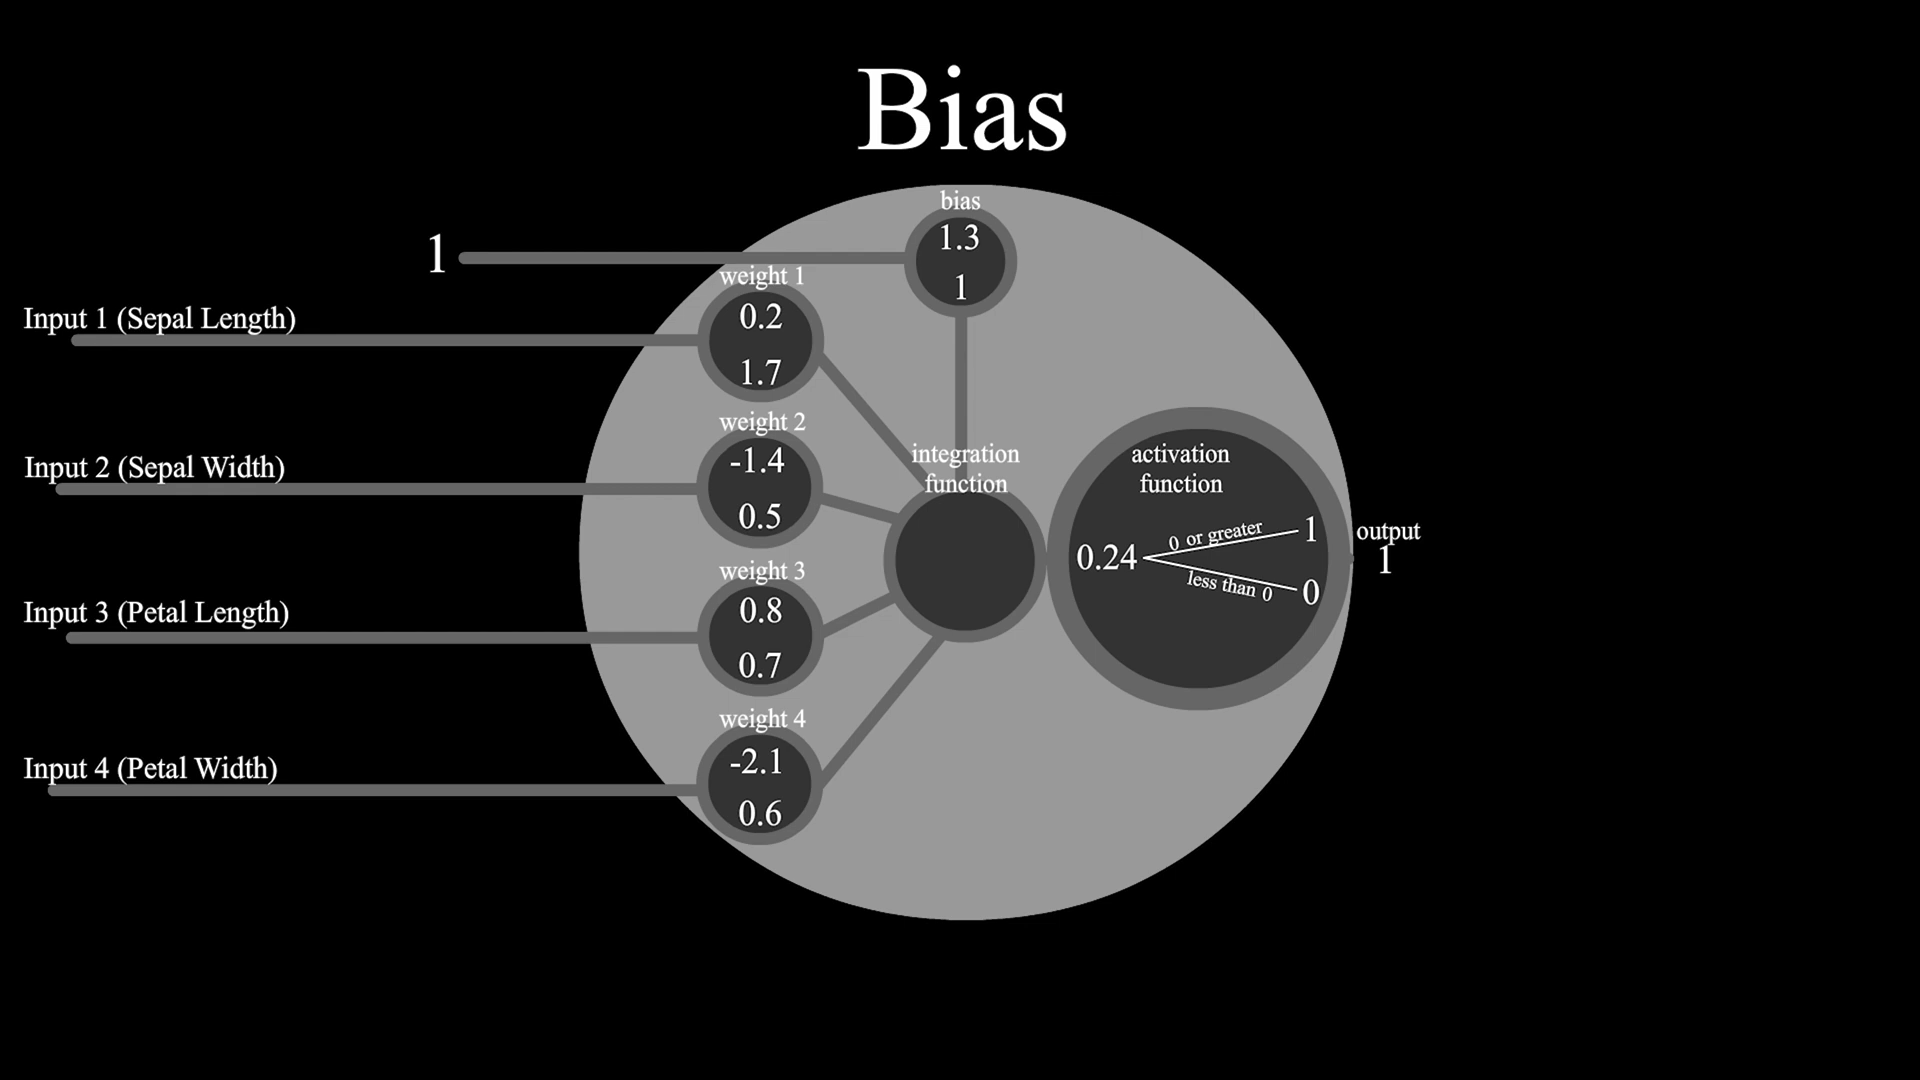 Bias
bias
1.3
1
1
weight 1
0.2
1.7
Input 1 (Sepal Length)
weight 2
-1.4
0.5
Input 2 (Sepal Width)
integration
function
activation
function
0.24
0 or greater
1
less than 0
0
output
1
weight 3
0.8
0.7
Input 3 (Petal Length)
weight 4
-2.1
0.6
Input 4 (Petal Width)